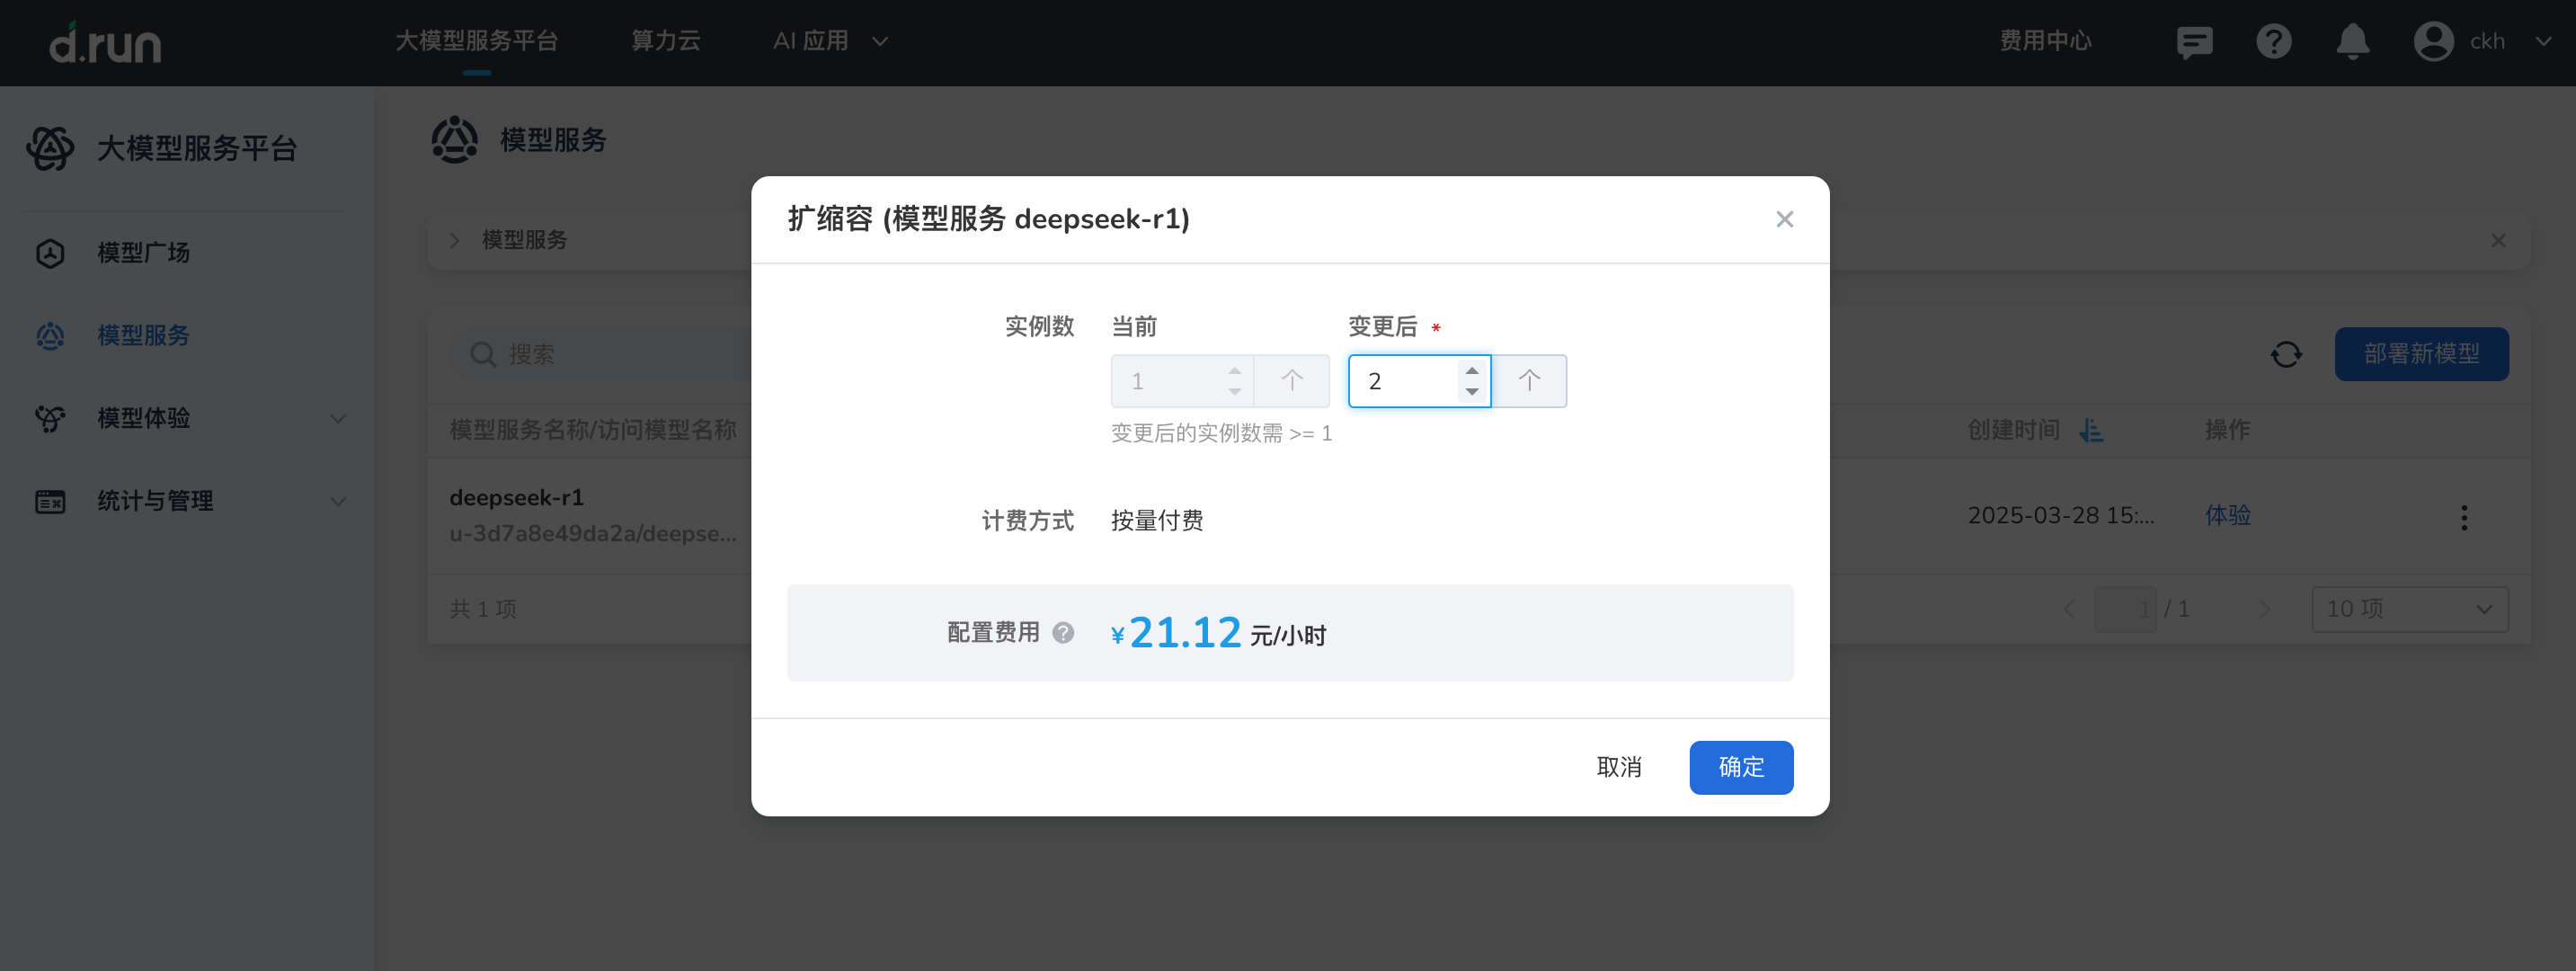 d.run
大模型服务平台
算力云
AI 应用
费用中心
ckh
大模型服务平台
模型广场
模型服务
模型体验
统计与管理
模型服务
模型服务
搜索
部署新模型
模型服务名称/访问模型名称
创建时间
操作
deepseek-r1
u-3d7a8e49da2a/deepse...
2025-03-28 15:...
体验
共 1 项
1 / 1
10 项
扩缩容 (模型服务 deepseek-r1)
实例数
当前
变更后 *
1 个
2 个
变更后的实例数需 >= 1
计费方式
按量付费
配置费用
¥21.12 元/小时
取消
确定